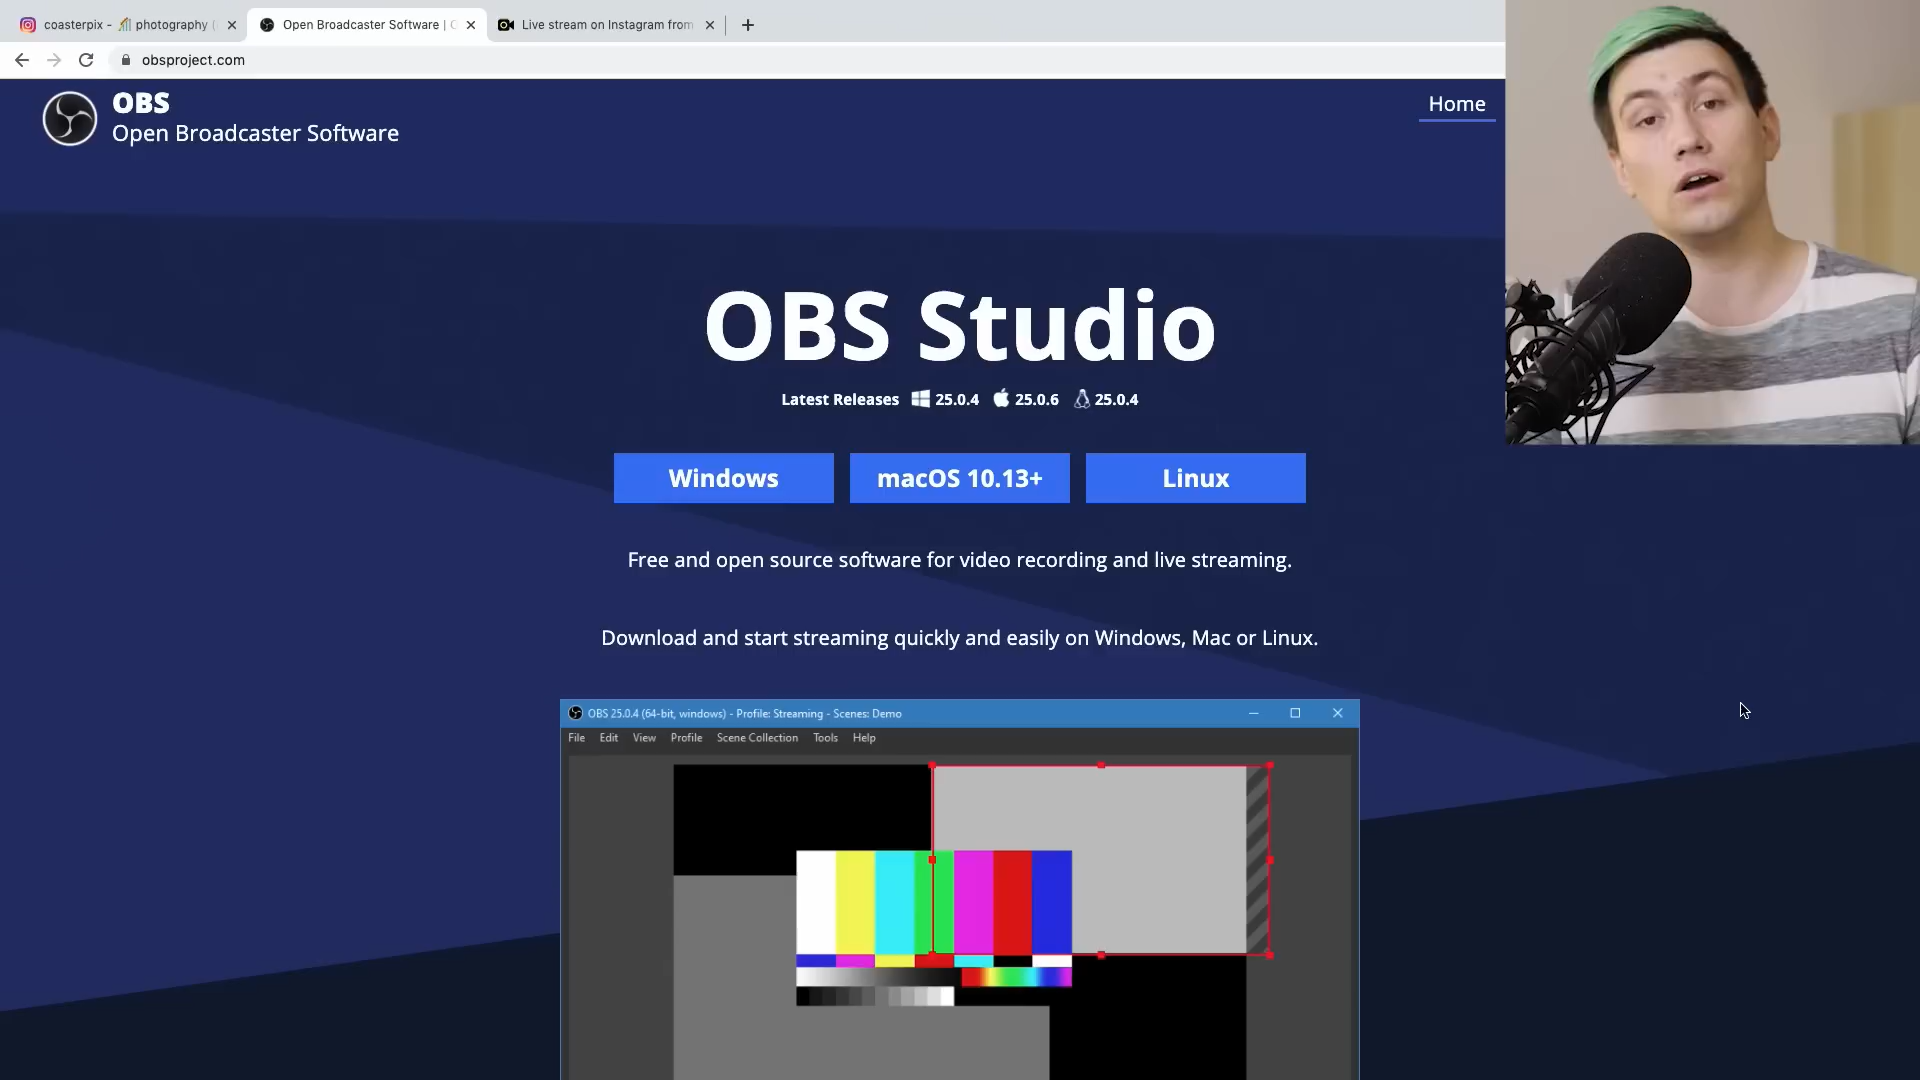 coasterpix - 🎢 photography (
Open Broadcaster Software |
Live stream on Instagram from
obsproject.com
OBS
Open Broadcaster Software
Home
OBS Studio
Latest Releases 25.0.4 25.0.6 25.0.4
Windows
macOS 10.13+
Linux
Free and open source software for video recording and live streaming.
Download and start streaming quickly and easily on Windows, Mac or Linux.
OBS 25.0.4 (64-bit, windows) - Profile: Streaming - Scenes: Demo
File Edit View Profile Scene Collection Tools Help